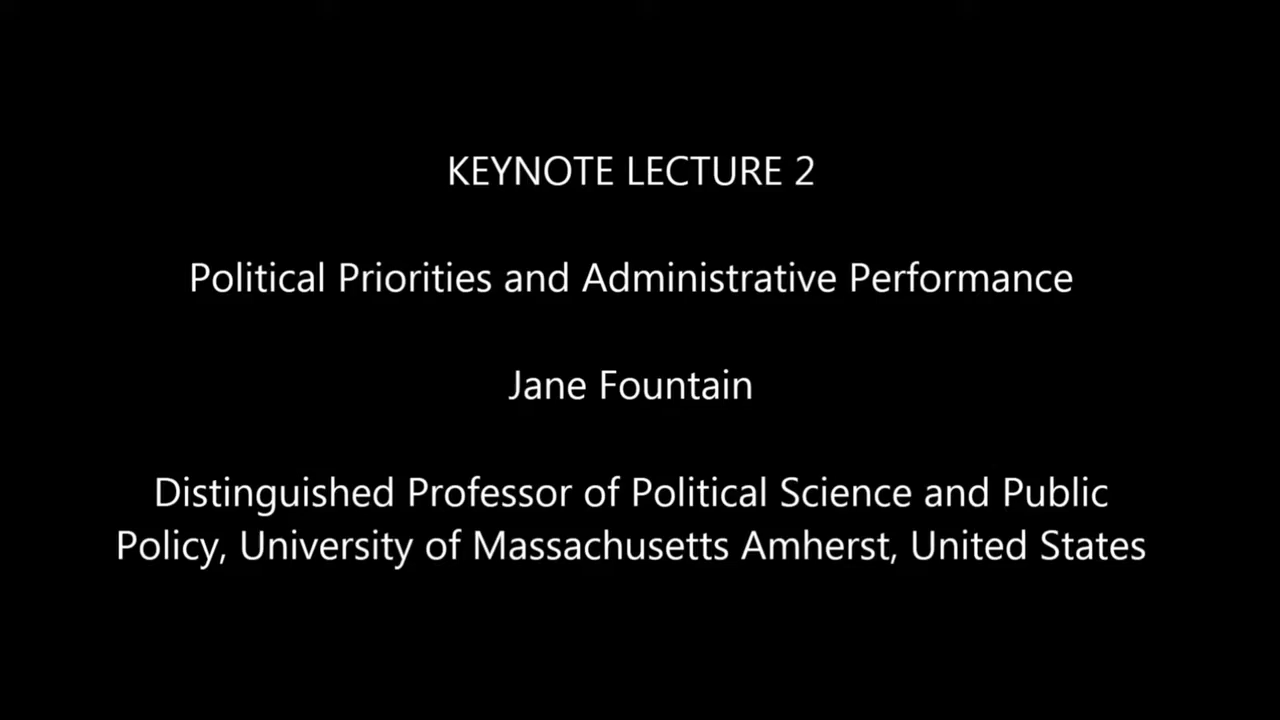 KEYNOTE LECTURE 2
Political Priorities and Administrative Performance
Jane Fountain
Distinguished Professor of Political Science and Public
Policy, University of Massachusetts Amherst, United States